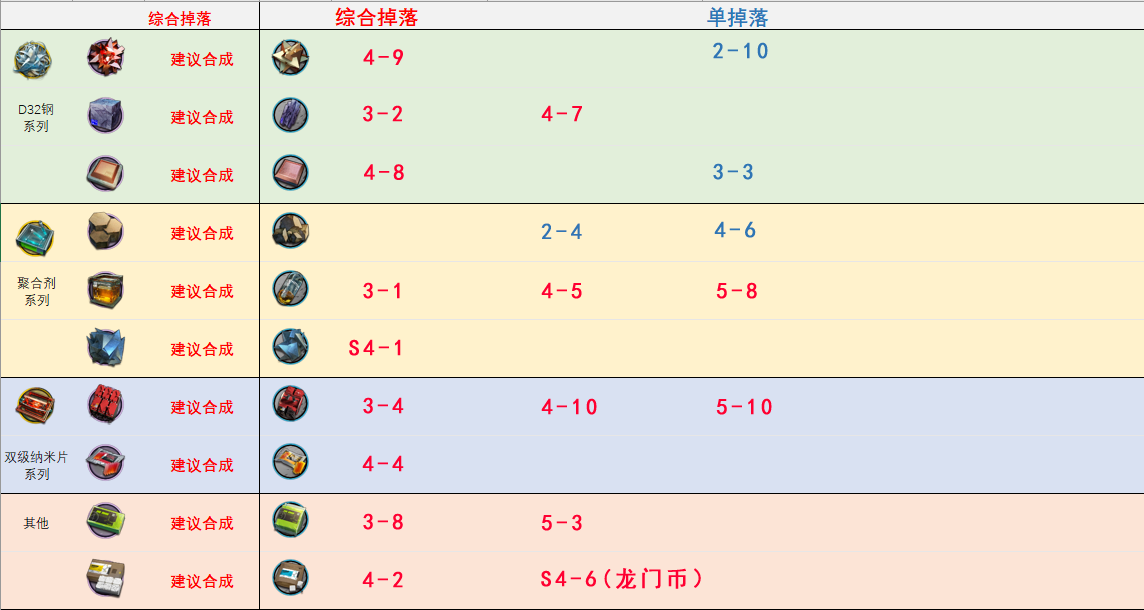 综合掉落 综合掉落 单掉落
建议合成 4-9 2-10
D32钢
系列
建议合成 3-2 4-7
建议合成 4-8 3-3
建议合成 2-4 4-6
聚合剂
系列
建议合成 3-1 4-5 5-8
建议合成 S4-1
建议合成 3-4 4-10 5-10
双级纳米片
系列
建议合成 4-4
其他 建议合成 3-8 5-3
建议合成 4-2 S4-6(龙门币)